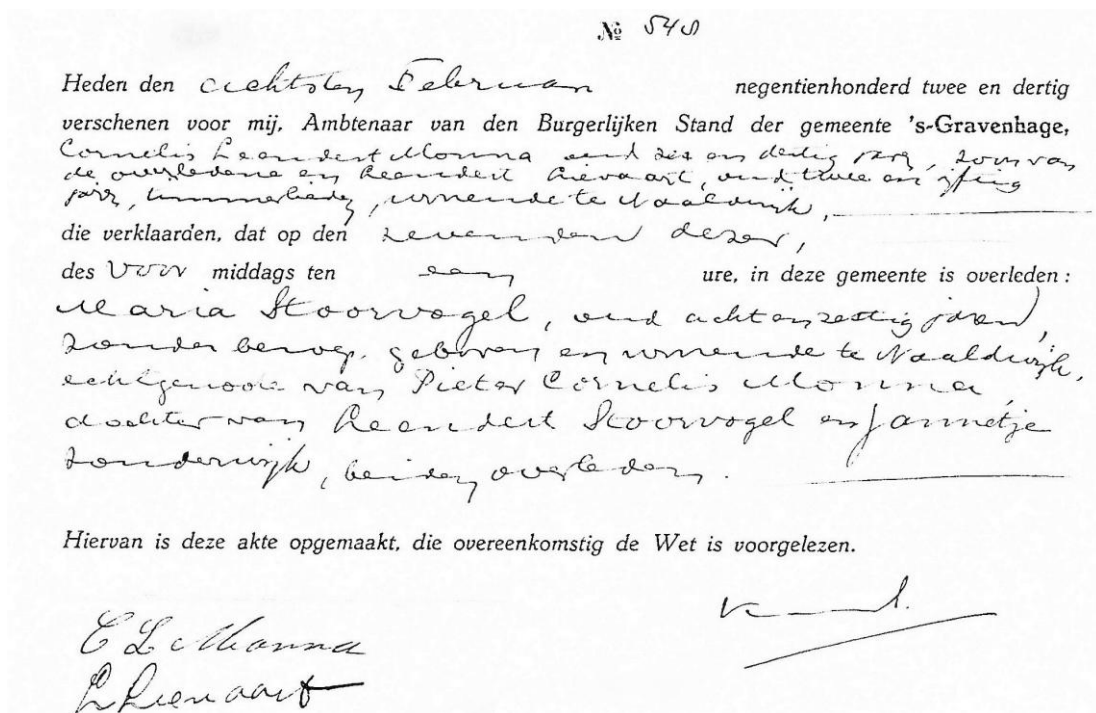 № 548
Heden den achtsten Februari negentienhonderd twee en dertig
verschenen voor mij, Ambtenaar van den Burgerlijken Stand der gemeente 's-Gravenhage,
Cornelis Leendert Monna oud zes en dertig jaar, zoon van
de overledene en Leendert Lievaart, oud twee en jaar, timmerlieden, wonende te Naaldwijk,
die verklaarden, dat op den zevenden dezer,
des voor middags ten een ure, in deze gemeente is overleden :
Maria Stoorvogel, oud achtenzestig jaren,
zonder beroep, geboren en wonende te Naaldwijk,
echtgenoote van Pieter Cornelis Monna,
dochter van Leendert Stoorvogel en Jannetje
Zonderwijk, beiden overleden.
Hiervan is deze akte opgemaakt, die overeenkomstig de Wet is voorgelezen.
C L Monna
L Lievaart